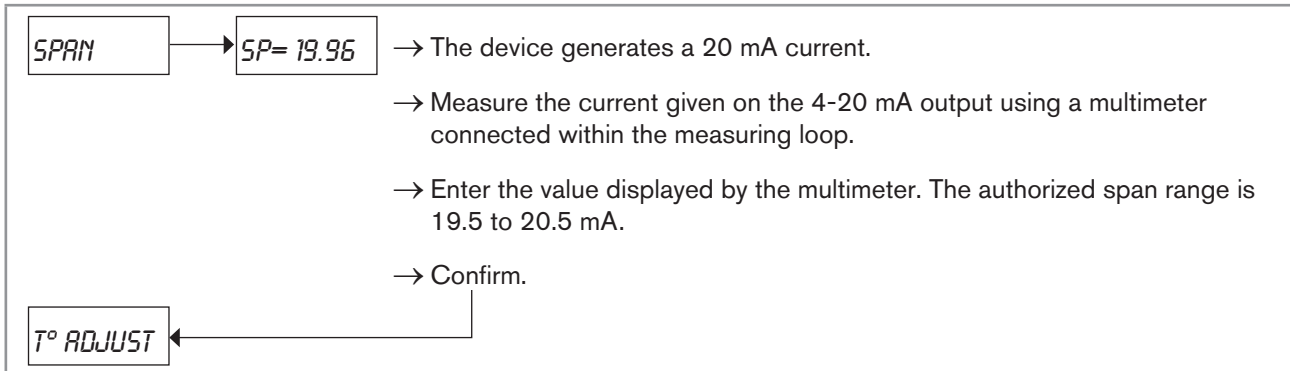 SPAN
SP= 19.96
→ The device generates a 20 mA current.
→ Measure the current given on the 4-20 mA output using a multimeter
connected within the measuring loop.
→ Enter the value displayed by the multimeter. The authorized span range is
19.5 to 20.5 mA.
→ Confirm.
T° ADJUST